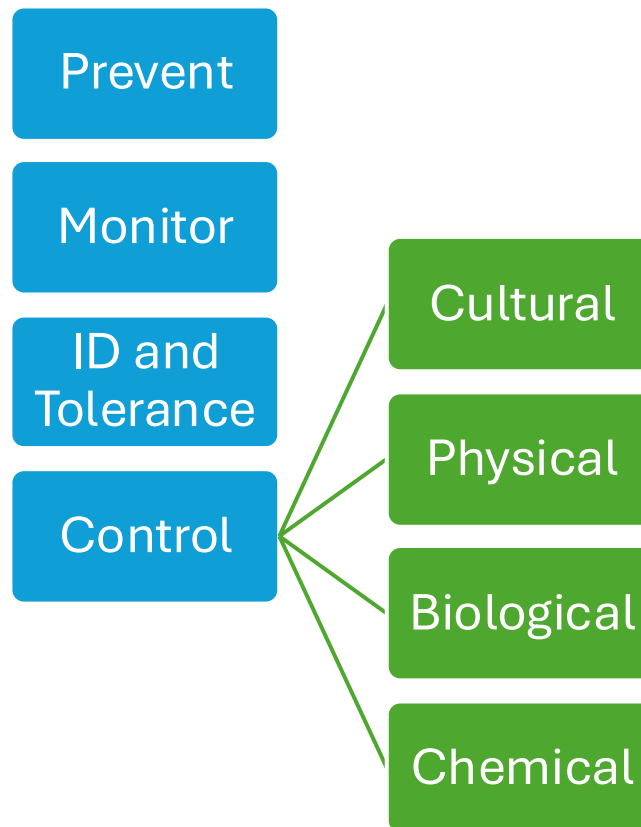 Prevent
Monitor
ID and
Tolerance
Control
Cultural
Physical
Biological
Chemical